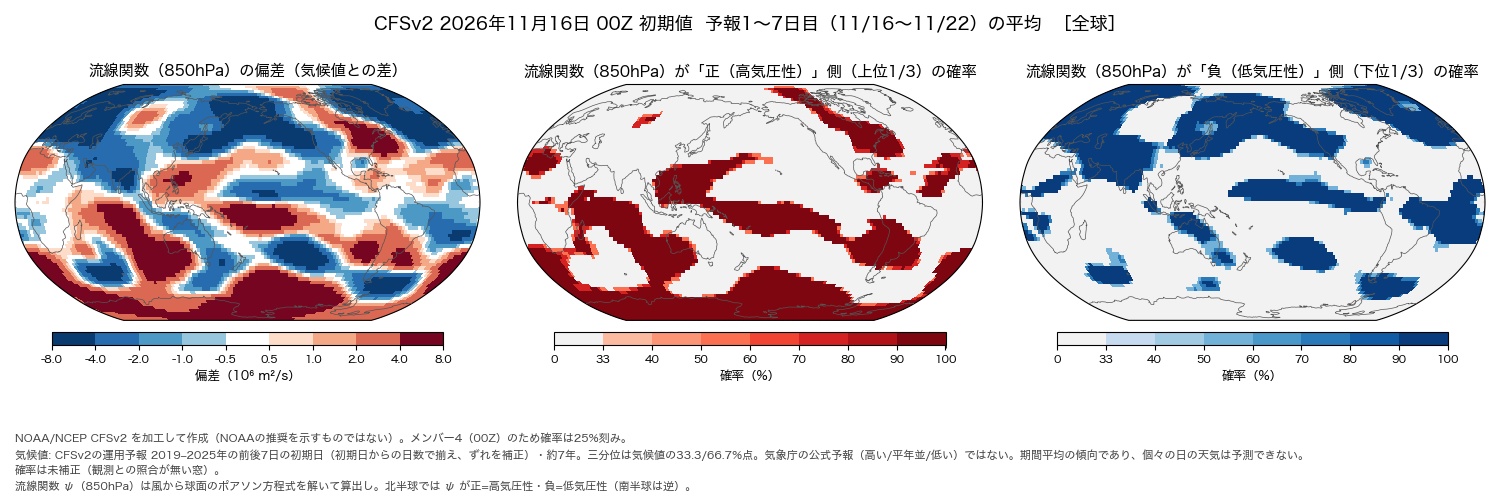 CFSv2 2026年11月16日 00Z 初期値 予報1～7日目（11/16～11/22）の平均 ［全球］
流線関数（850hPa）の偏差（気候値との差）
流線関数（850hPa）が「正（高気圧性）」側（上位1/3）の確率
流線関数（850hPa）が「負（低気圧性）」側（下位1/3）の確率
-8.0 -4.0 -2.0 -1.0 -0.5 0.5 1.0 2.0 4.0 8.0
偏差（10⁶ m²/s）
0 33 40 50 60 70 80 90 100
確率（%）
0 33 40 50 60 70 80 90 100
確率（%）
NOAA/NCEP CFSv2 を加工して作成（NOAAの推奨を示すものではない）。メンバー4（00Z）のため確率は25%刻み。
気候値: CFSv2の運用予報 2019–2025年の前後7日の初期日（初期日からの日数で揃え、ずれを補正）・約7年。三分位は気候値の33.3/66.7%点。気象庁の公式予報（高い/平年並/低い）ではない。期間平均の傾向であり、個々の日の天気は予測できない。
確率は未補正（観測との照合が無い窓）。
流線関数 ψ（850hPa）は風から球面のポアソン方程式を解いて算出し。北半球では ψ が正=高気圧性・負=低気圧性（南半球は逆）。